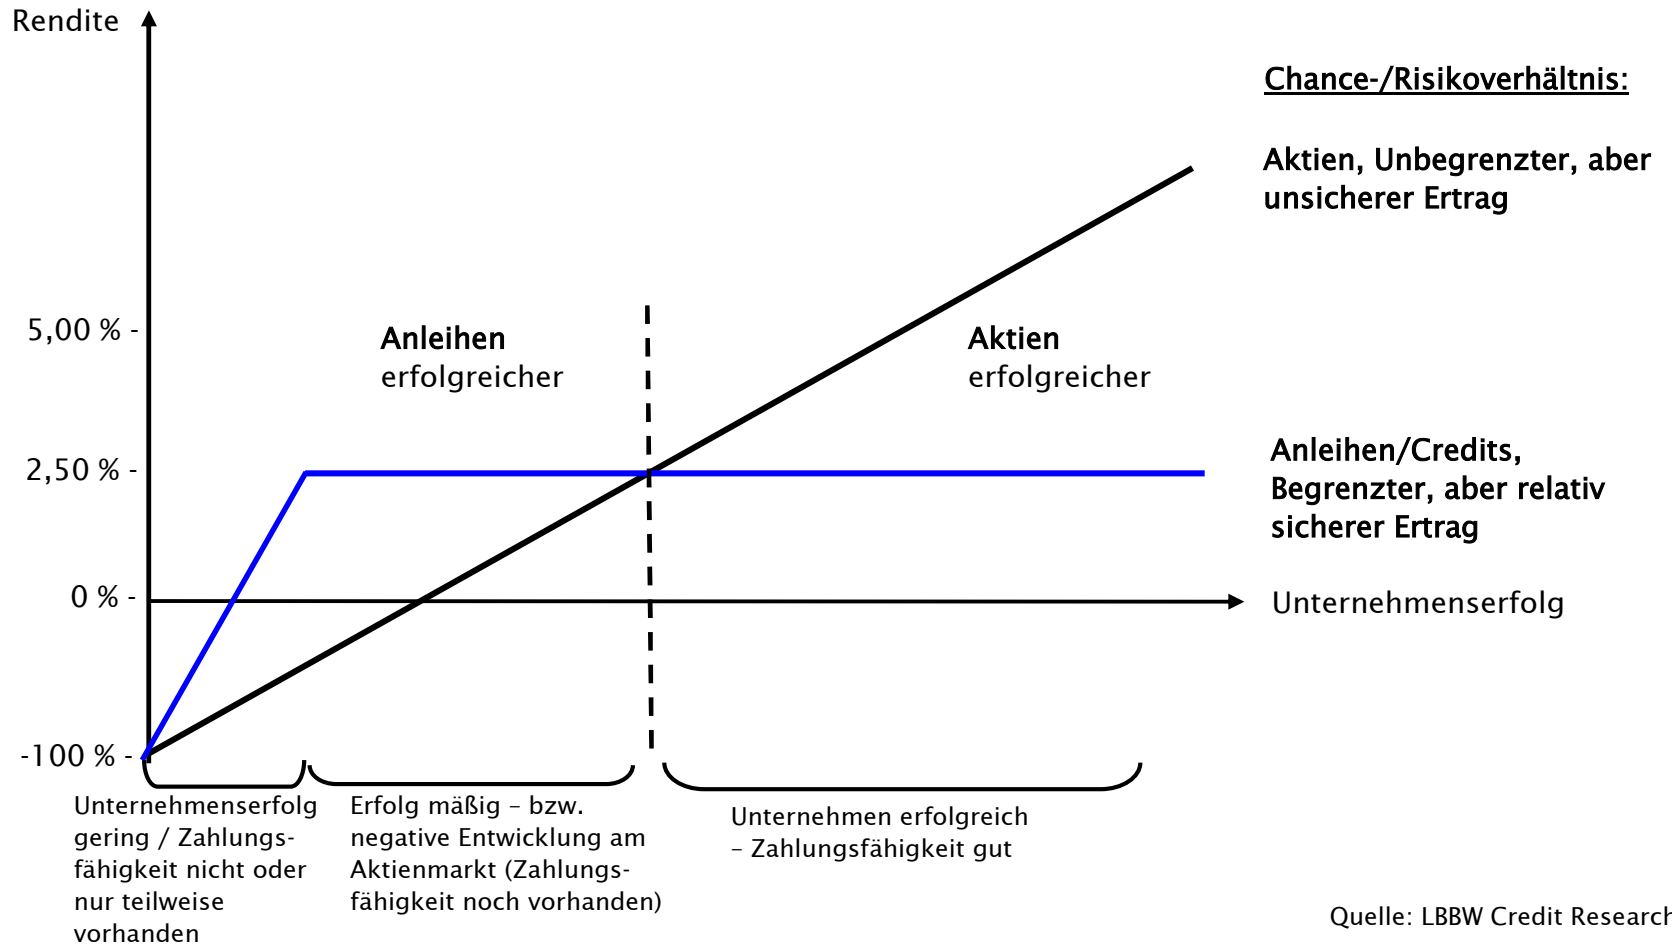 Rendite
Chance-/Risikoverhältnis:
Aktien, Unbegrenzter, aber
unsicherer Ertrag
5,00 % -
Anleihen
erfolgreicher
Aktien
erfolgreicher
2,50 % -
Anleihen/Credits,
Begrenzter, aber relativ
sicherer Ertrag
0 % -
Unternehmenserfolg
-100 % -
Unternehmenserfolg
gering / Zahlungs-
fähigkeit nicht oder
nur teilweise
vorhanden
Erfolg mäßig – bzw.
negative Entwicklung am
Aktienmarkt (Zahlungs-
fähigkeit noch vorhanden)
Unternehmen erfolgreich
– Zahlungsfähigkeit gut
Quelle: LBBW Credit Research